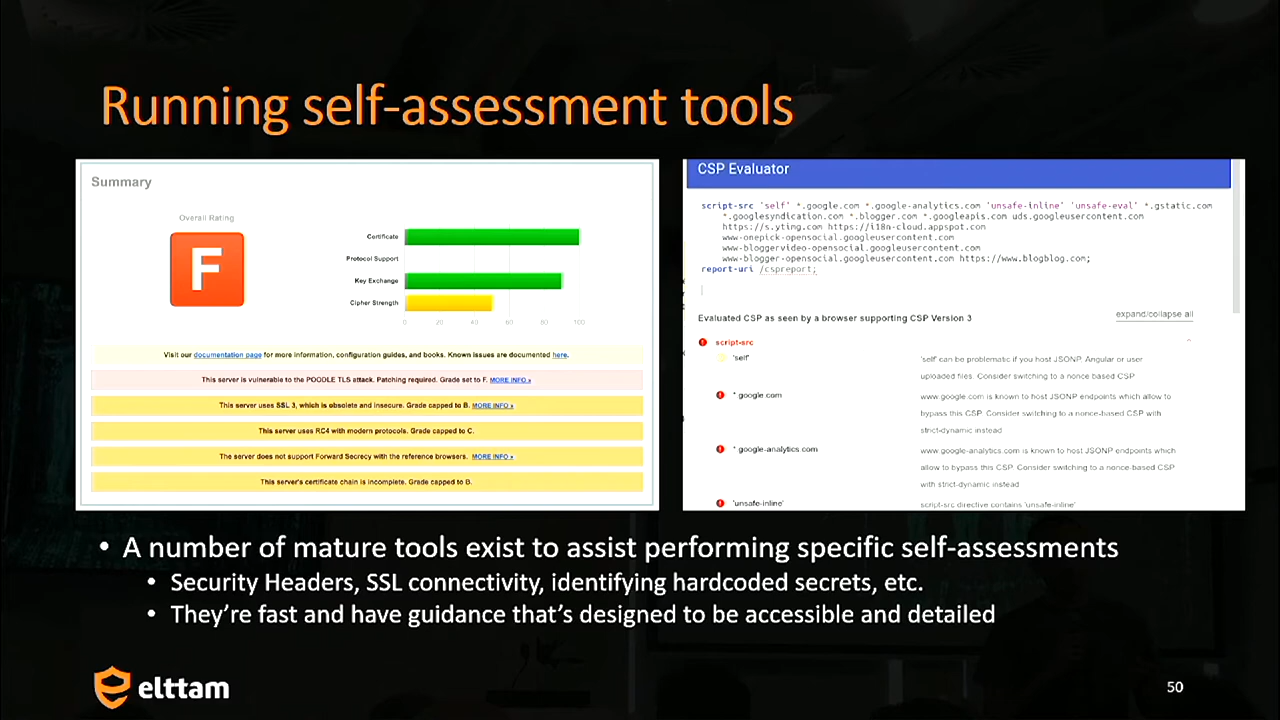 Running self-assessment tools
Summary
Overall Rating
F
Certificate
Protocol Support
Key Exchange
Cipher Strength
0 20 40 60 80 100
Visit our documentation page for more information, configuration guides, and books. Known issues are documented here.
This server is vulnerable to the POODLE TLS attack. Patching required. Grade set to F. MORE INFO »
This server uses SSL 3, which is obsolete and insecure. Grade capped to B. MORE INFO »
This server uses RC4 with modern protocols. Grade capped to C.
The server does not support Forward Secrecy with the reference browsers. MORE INFO »
This server's certificate chain is incomplete. Grade capped to B.
CSP Evaluator
script-src 'self' *.google.com *.google-analytics.com 'unsafe-inline' 'unsafe-eval' *.gstatic.com
*.googlesyndication.com *.blogger.com *.googleapis.com uds.googleusercontent.com
https://s.ytimg.com https://i18n-cloud.appspot.com
www-onepick-opensocial.googleusercontent.com
www-bloggervideo-opensocial.googleusercontent.com
www-blogger-opensocial.googleusercontent.com https://www.blogblog.com;
report-uri /cspreport;
Evaluated CSP as seen by a browser supporting CSP Version 3
expand/collapse all
script-src
'self'
'self' can be problematic if you host JSONP, Angular or user
uploaded files. Consider switching to a nonce based CSP
*.google.com
www.google.com is known to host JSONP endpoints which allow to
bypass this CSP. Consider switching to a nonce-based CSP with
strict-dynamic instead
*.google-analytics.com
www.google-analytics.com is known to host JSONP endpoints which
allow to bypass this CSP. Consider switching to a nonce-based CSP
with strict-dynamic instead
'unsafe-inline'
script-src directive contains 'unsafe-inline'
• A number of mature tools exist to assist performing specific self-assessments
• Security Headers, SSL connectivity, identifying hardcoded secrets, etc.
• They're fast and have guidance that's designed to be accessible and detailed
elttam
50